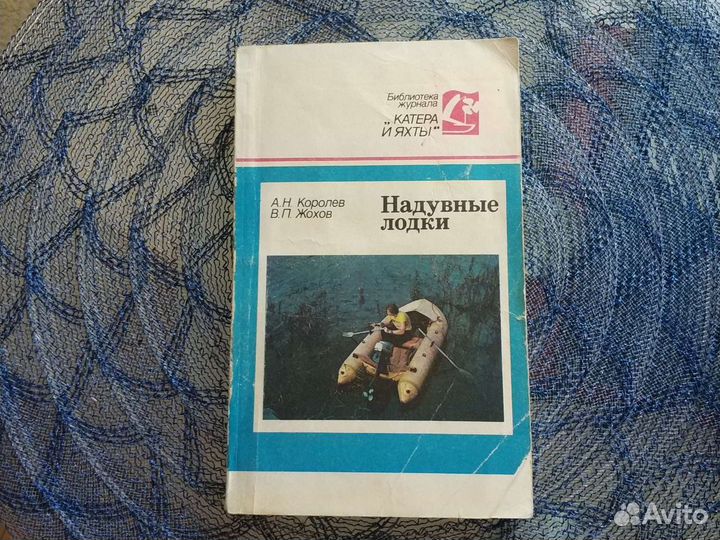 Библиотека
журнала
„КАТЕРА
И ЯХТЫ"
А.Н. Королев
В.П. Жохов
Надувные
лодки
Avito